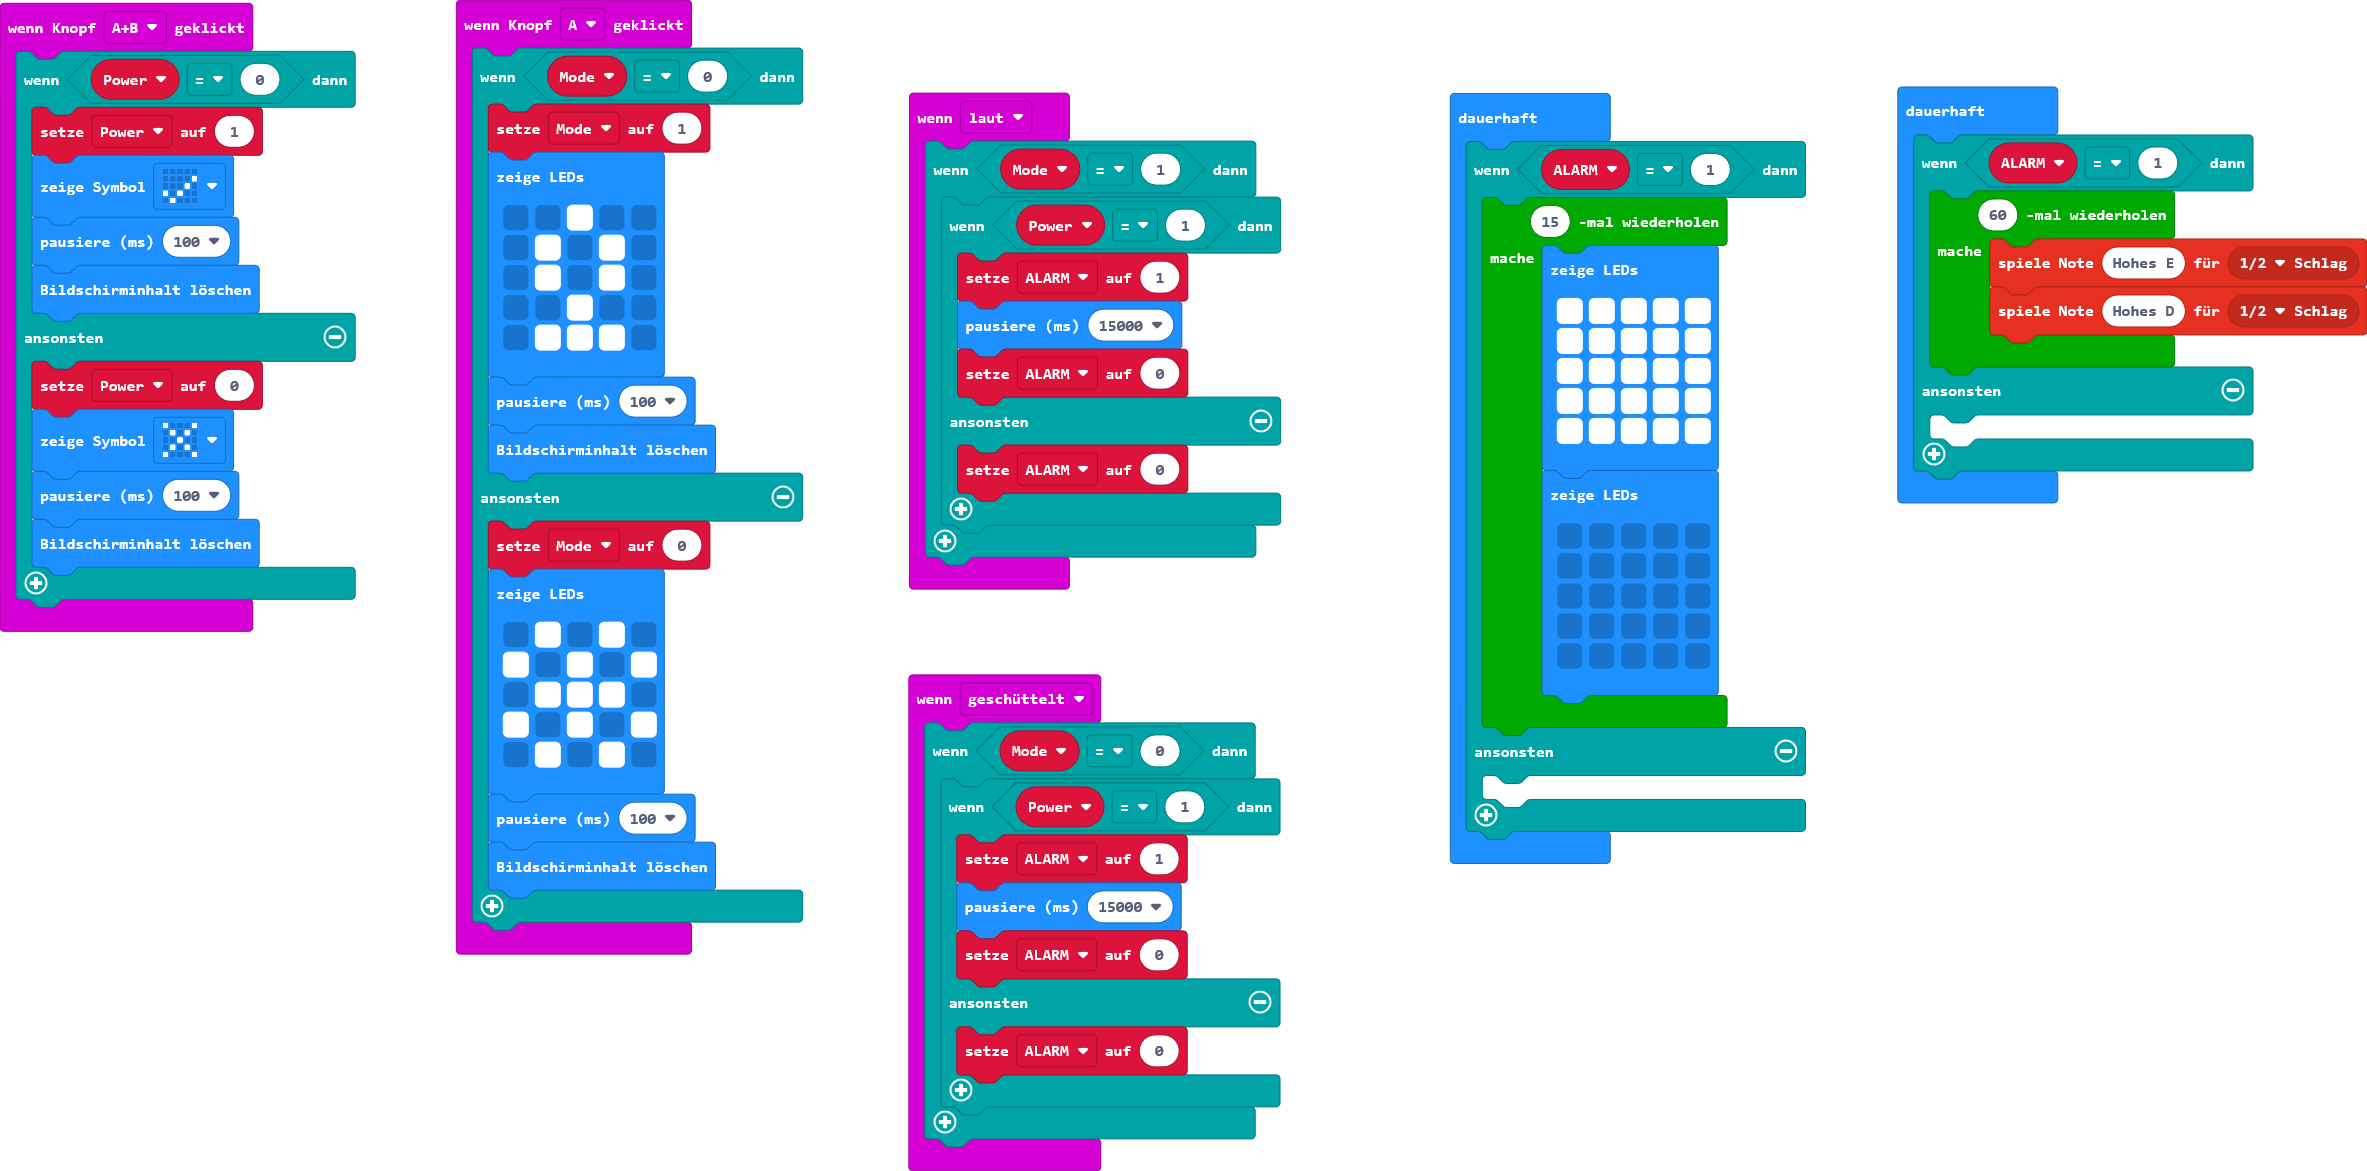 wenn Knopf A+B geklickt
wenn Power = 0 dann
setze Power auf 1
zeige Symbol
pausiere (ms) 100
Bildschirminhalt löschen
ansonsten
setze Power auf 0
zeige Symbol
pausiere (ms) 100
Bildschirminhalt löschen
wenn Knopf A geklickt
wenn Mode = 0 dann
setze Mode auf 1
zeige LEDs
pausiere (ms) 100
Bildschirminhalt löschen
ansonsten
setze Mode auf 0
zeige LEDs
pausiere (ms) 100
Bildschirminhalt löschen
wenn laut
wenn Mode = 1 dann
wenn Power = 1 dann
setze ALARM auf 1
pausiere (ms) 15000
setze ALARM auf 0
ansonsten
setze ALARM auf 0
wenn geschüttelt
wenn Mode = 0 dann
wenn Power = 1 dann
setze ALARM auf 1
pausiere (ms) 15000
setze ALARM auf 0
ansonsten
setze ALARM auf 0
dauerhaft
wenn ALARM = 1 dann
15 -mal wiederholen
mache
zeige LEDs
zeige LEDs
ansonsten
dauerhaft
wenn ALARM = 1 dann
60 -mal wiederholen
mache
spiele Note Hohes E für 1/2 Schlag
spiele Note Hohes D für 1/2 Schlag
ansonsten